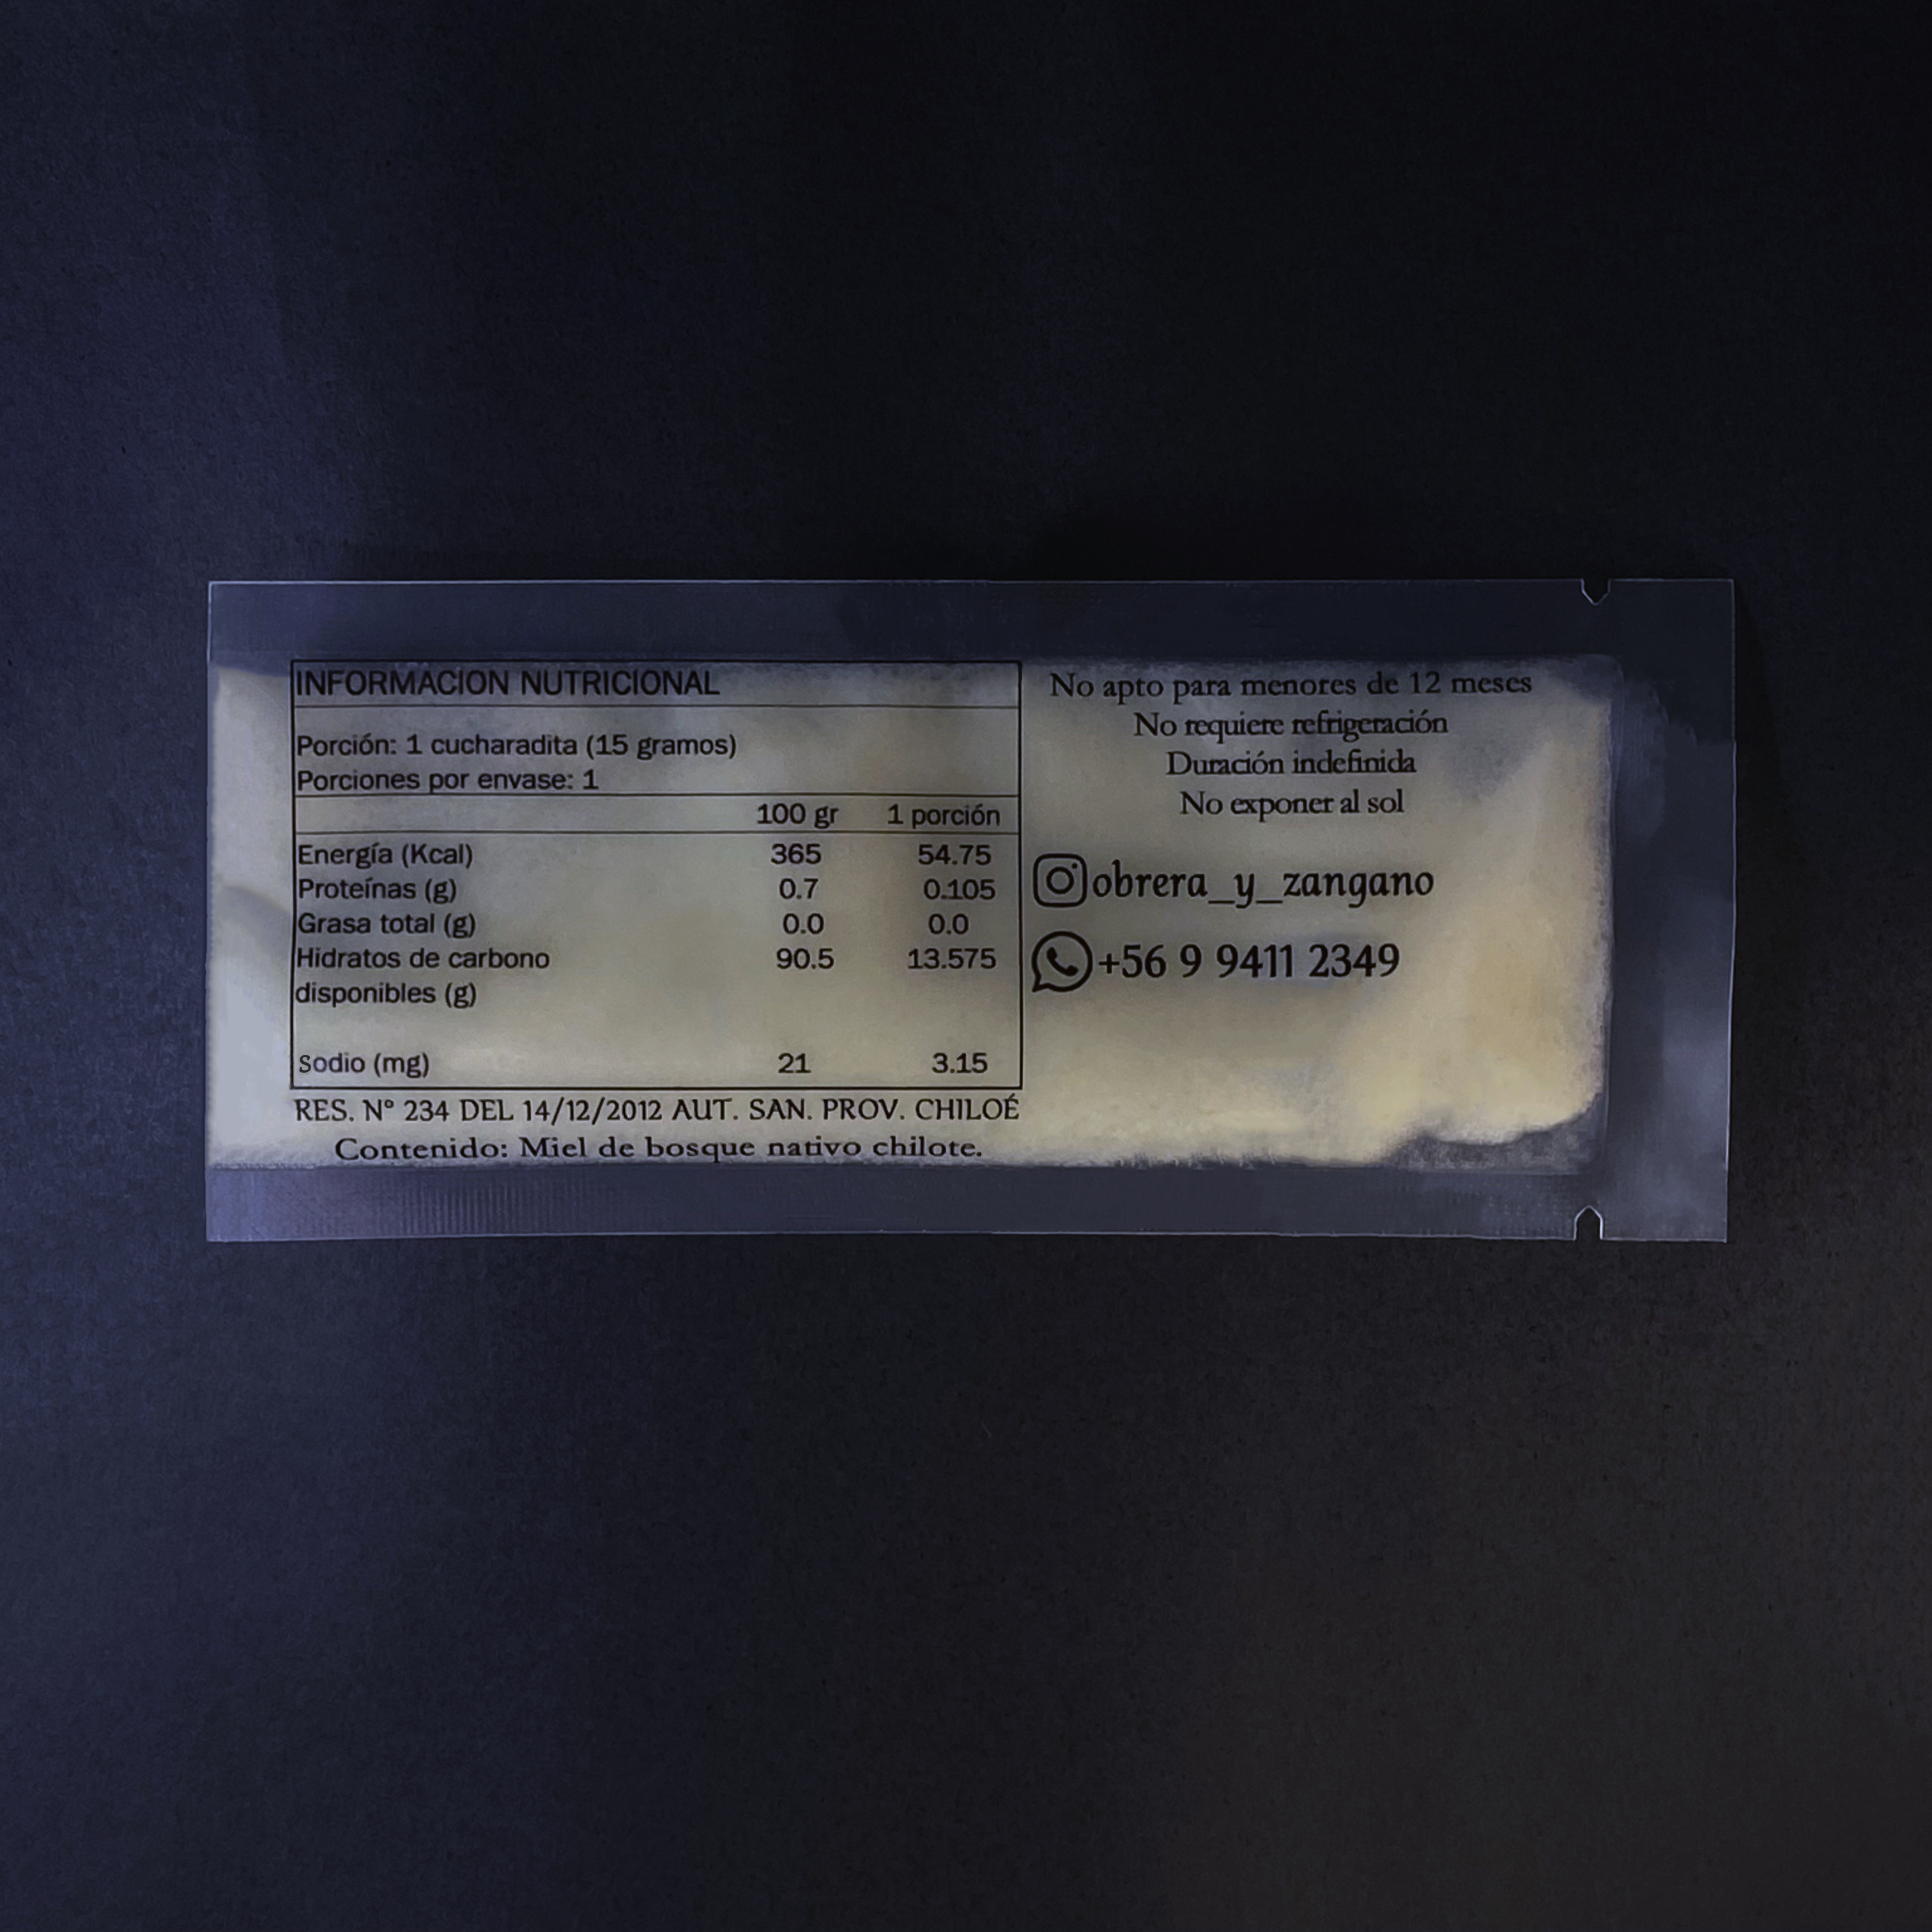 INFORMACION NUTRICIONAL
Porción: 1 cucharadita (15 gramos)
Porciones por envase: 1
100 gr 1 porción
Energía (Kcal) 365 54.75
Proteínas (g) 0.7 0.105
Grasa total (g) 0.0 0.0
Hidratos de carbono 90.5 13.575
disponibles (g)
Sodio (mg) 21 3.15
RES. Nº 234 DEL 14/12/2012 AUT. SAN. PROV. CHILOÉ
Contenido: Miel de bosque nativo chilote.
No apto para menores de 12 meses
No requiere refrigeración
Duración indefinida
No exponer al sol
obrera_y_zangano
+56 9 9411 2349